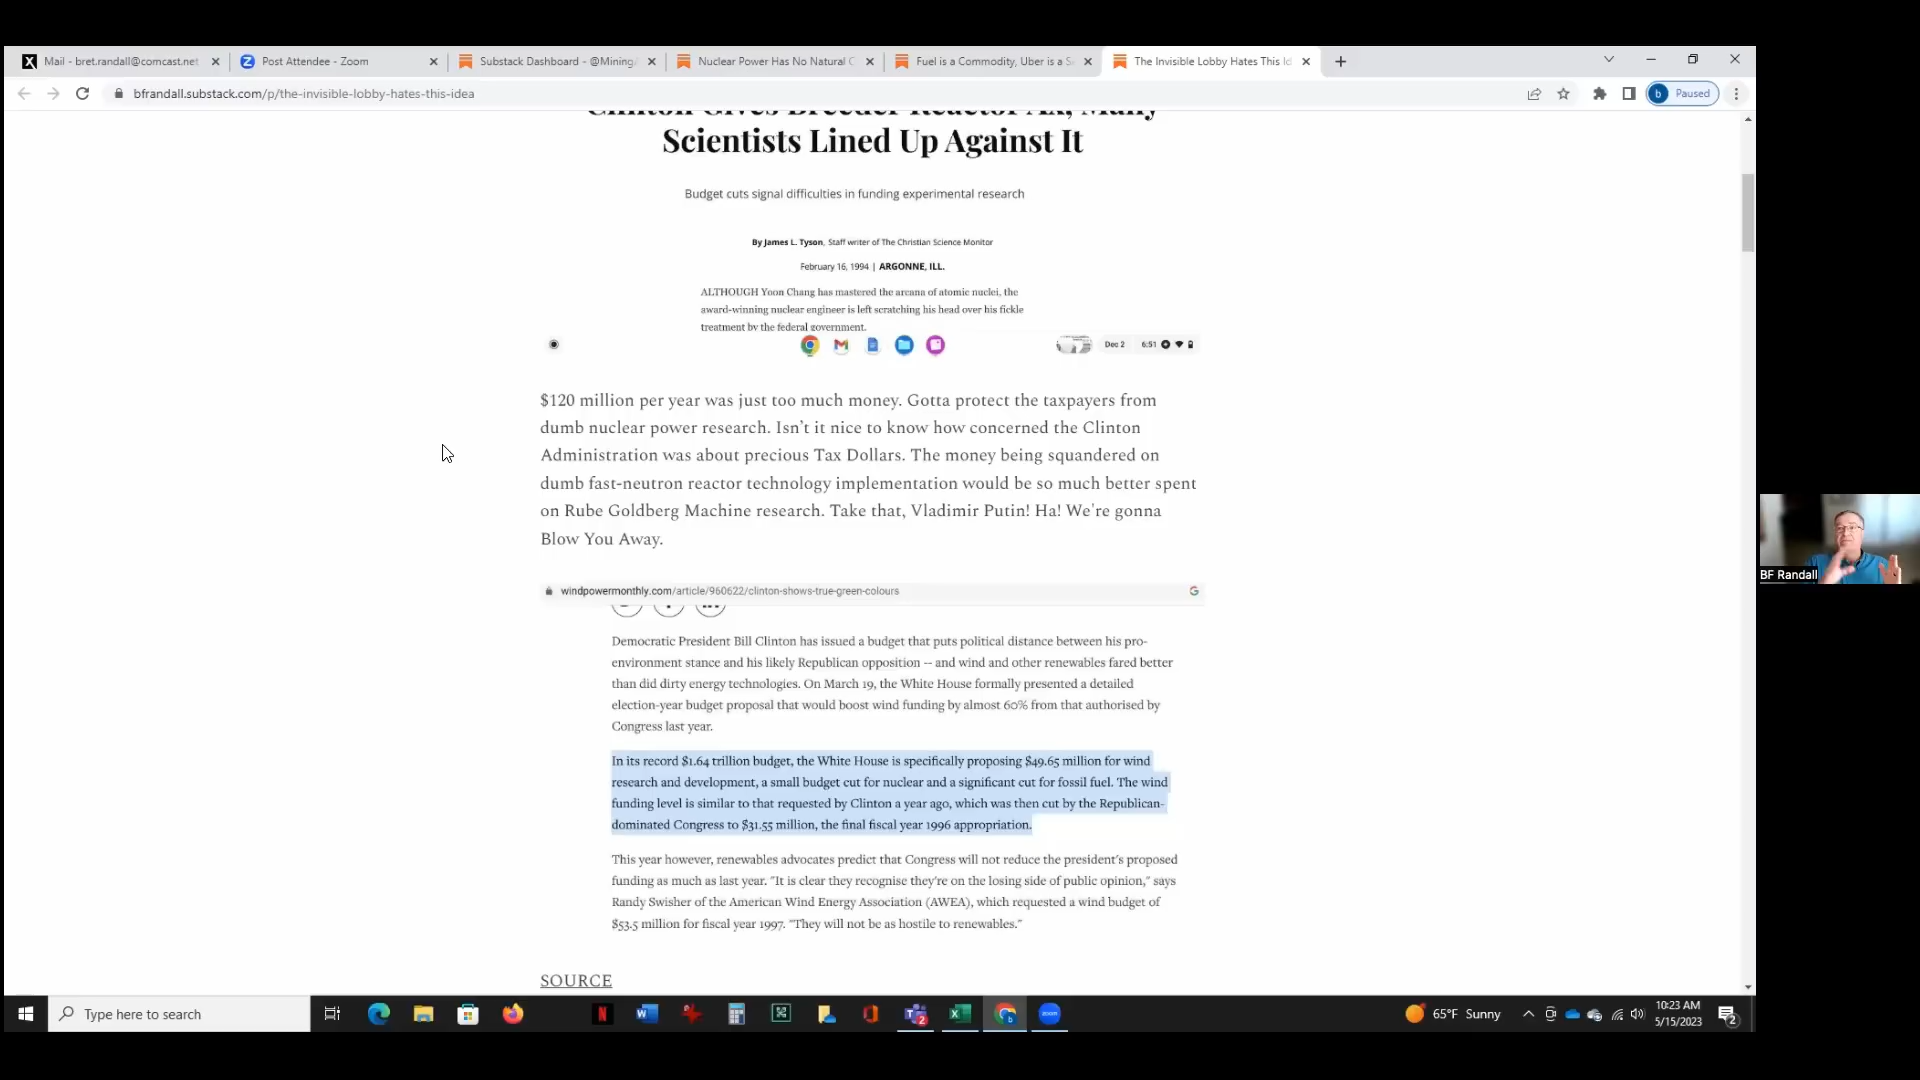 Mail - bret.randall@comcast.net
Post Attendee - Zoom
Substack Dashboard - @Mining
Nuclear Power Has No Natural
Fuel is a Commodity, Uber is a
The Invisible Lobby Hates This
bfrandall.substack.com/p/the-invisible-lobby-hates-this-idea
b Paused
Clinton Gives Breeder Reactor Ax, Many
Scientists Lined Up Against It
Budget cuts signal difficulties in funding experimental research
By James L. Tyson, Staff writer of The Christian Science Monitor
February 16, 1994 | ARGONNE, ILL.
ALTHOUGH Yoon Chang has mastered the arcana of atomic nuclei, the
award-winning nuclear engineer is left scratching his head over his fickle
treatment by the federal government.
Dec 2 6:51
$120 million per year was just too much money. Gotta protect the taxpayers from
dumb nuclear power research. Isn’t it nice to know how concerned the Clinton
Administration was about precious Tax Dollars. The money being squandered on
dumb fast-neutron reactor technology implementation would be so much better spent
on Rube Goldberg Machine research. Take that, Vladimir Putin! Ha! We're gonna
Blow You Away.
BF Randall
windpowermonthly.com/article/960622/clinton-shows-true-green-colours
Democratic President Bill Clinton has issued a budget that puts political distance between his pro-
environment stance and his likely Republican opposition -- and wind and other renewables fared better
than did dirty energy technologies. On March 19, the White House formally presented a detailed
election-year budget proposal that would boost wind funding by almost 60% from that authorised by
Congress last year.
In its record $1.64 trillion budget, the White House is specifically proposing $49.65 million for wind
research and development, a small budget cut for nuclear and a significant cut for fossil fuel. The wind
funding level is similar to that requested by Clinton a year ago, which was then cut by the Republican-
dominated Congress to $31.55 million, the final fiscal year 1996 appropriation.
This year however, renewables advocates predict that Congress will not reduce the president's proposed
funding as much as last year. "It is clear they recognise they're on the losing side of public opinion," says
Randy Swisher of the American Wind Energy Association (AWEA), which requested a wind budget of
$53.5 million for fiscal year 1997. "They will not be as hostile to renewables."
SOURCE
Type here to search
65°F Sunny
10:23 AM
5/15/2023